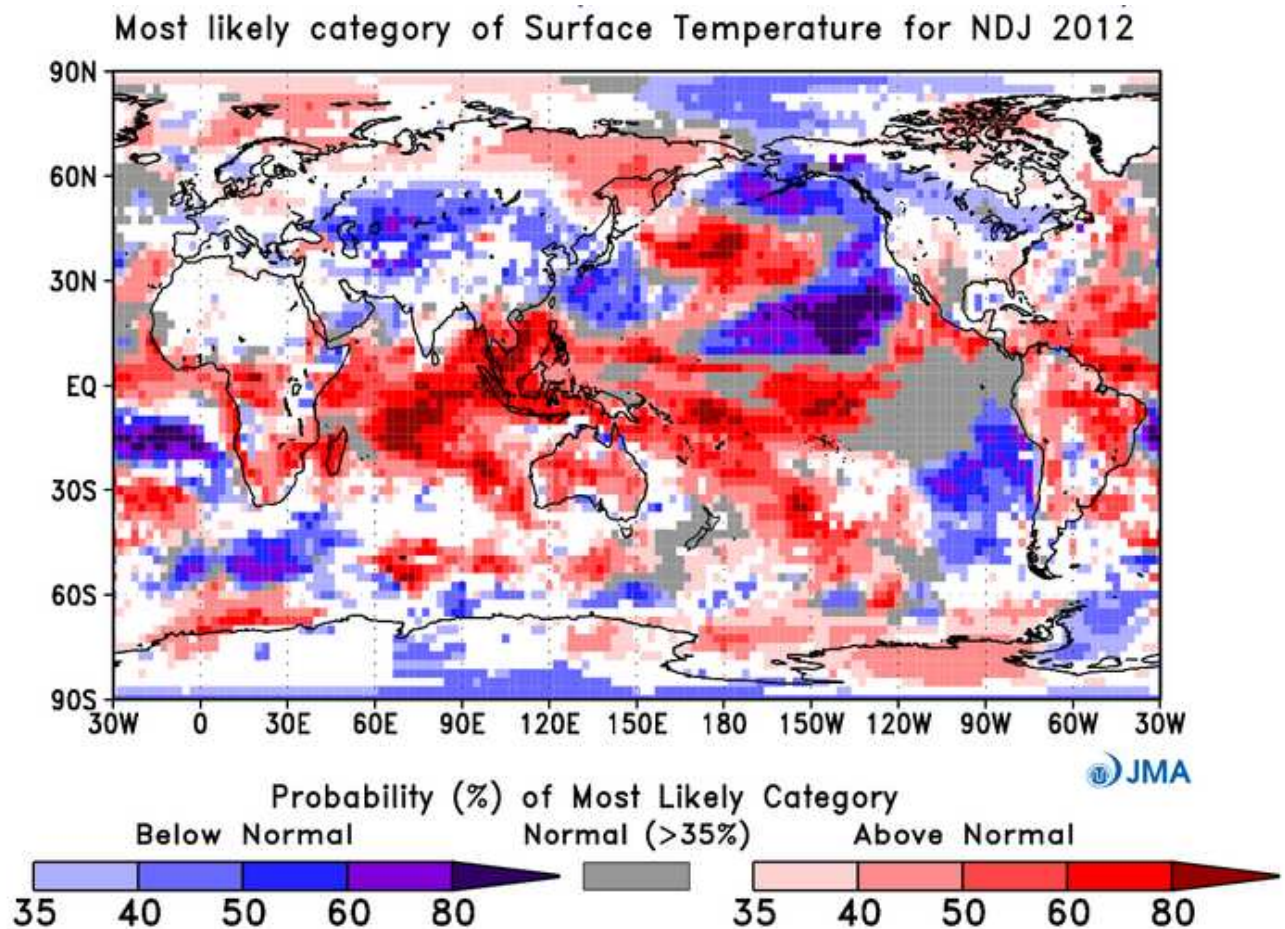 Most likely category of Surface Temperature for NDJ 2012
90N
60N
30N
EQ
30S
60S
90S
30W 0 30E 60E 90E 120E 150E 180 150W 120W 90W 60W 30W
JMA
Probability (%) of Most Likely Category
Below Normal Normal (>35%) Above Normal
35 40 50 60 80 35 40 50 60 80